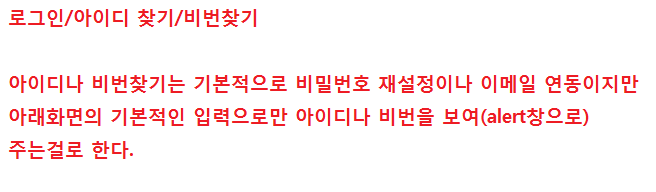 로그인/아이디 찾기/비번찾기
아이디나 비번찾기는 기본적으로 비밀번호 재설정이나 이메일 연동이지만
아래화면의 기본적인 입력으로만 아이디나 비번을 보여(alert창으로)
주는걸로 한다.